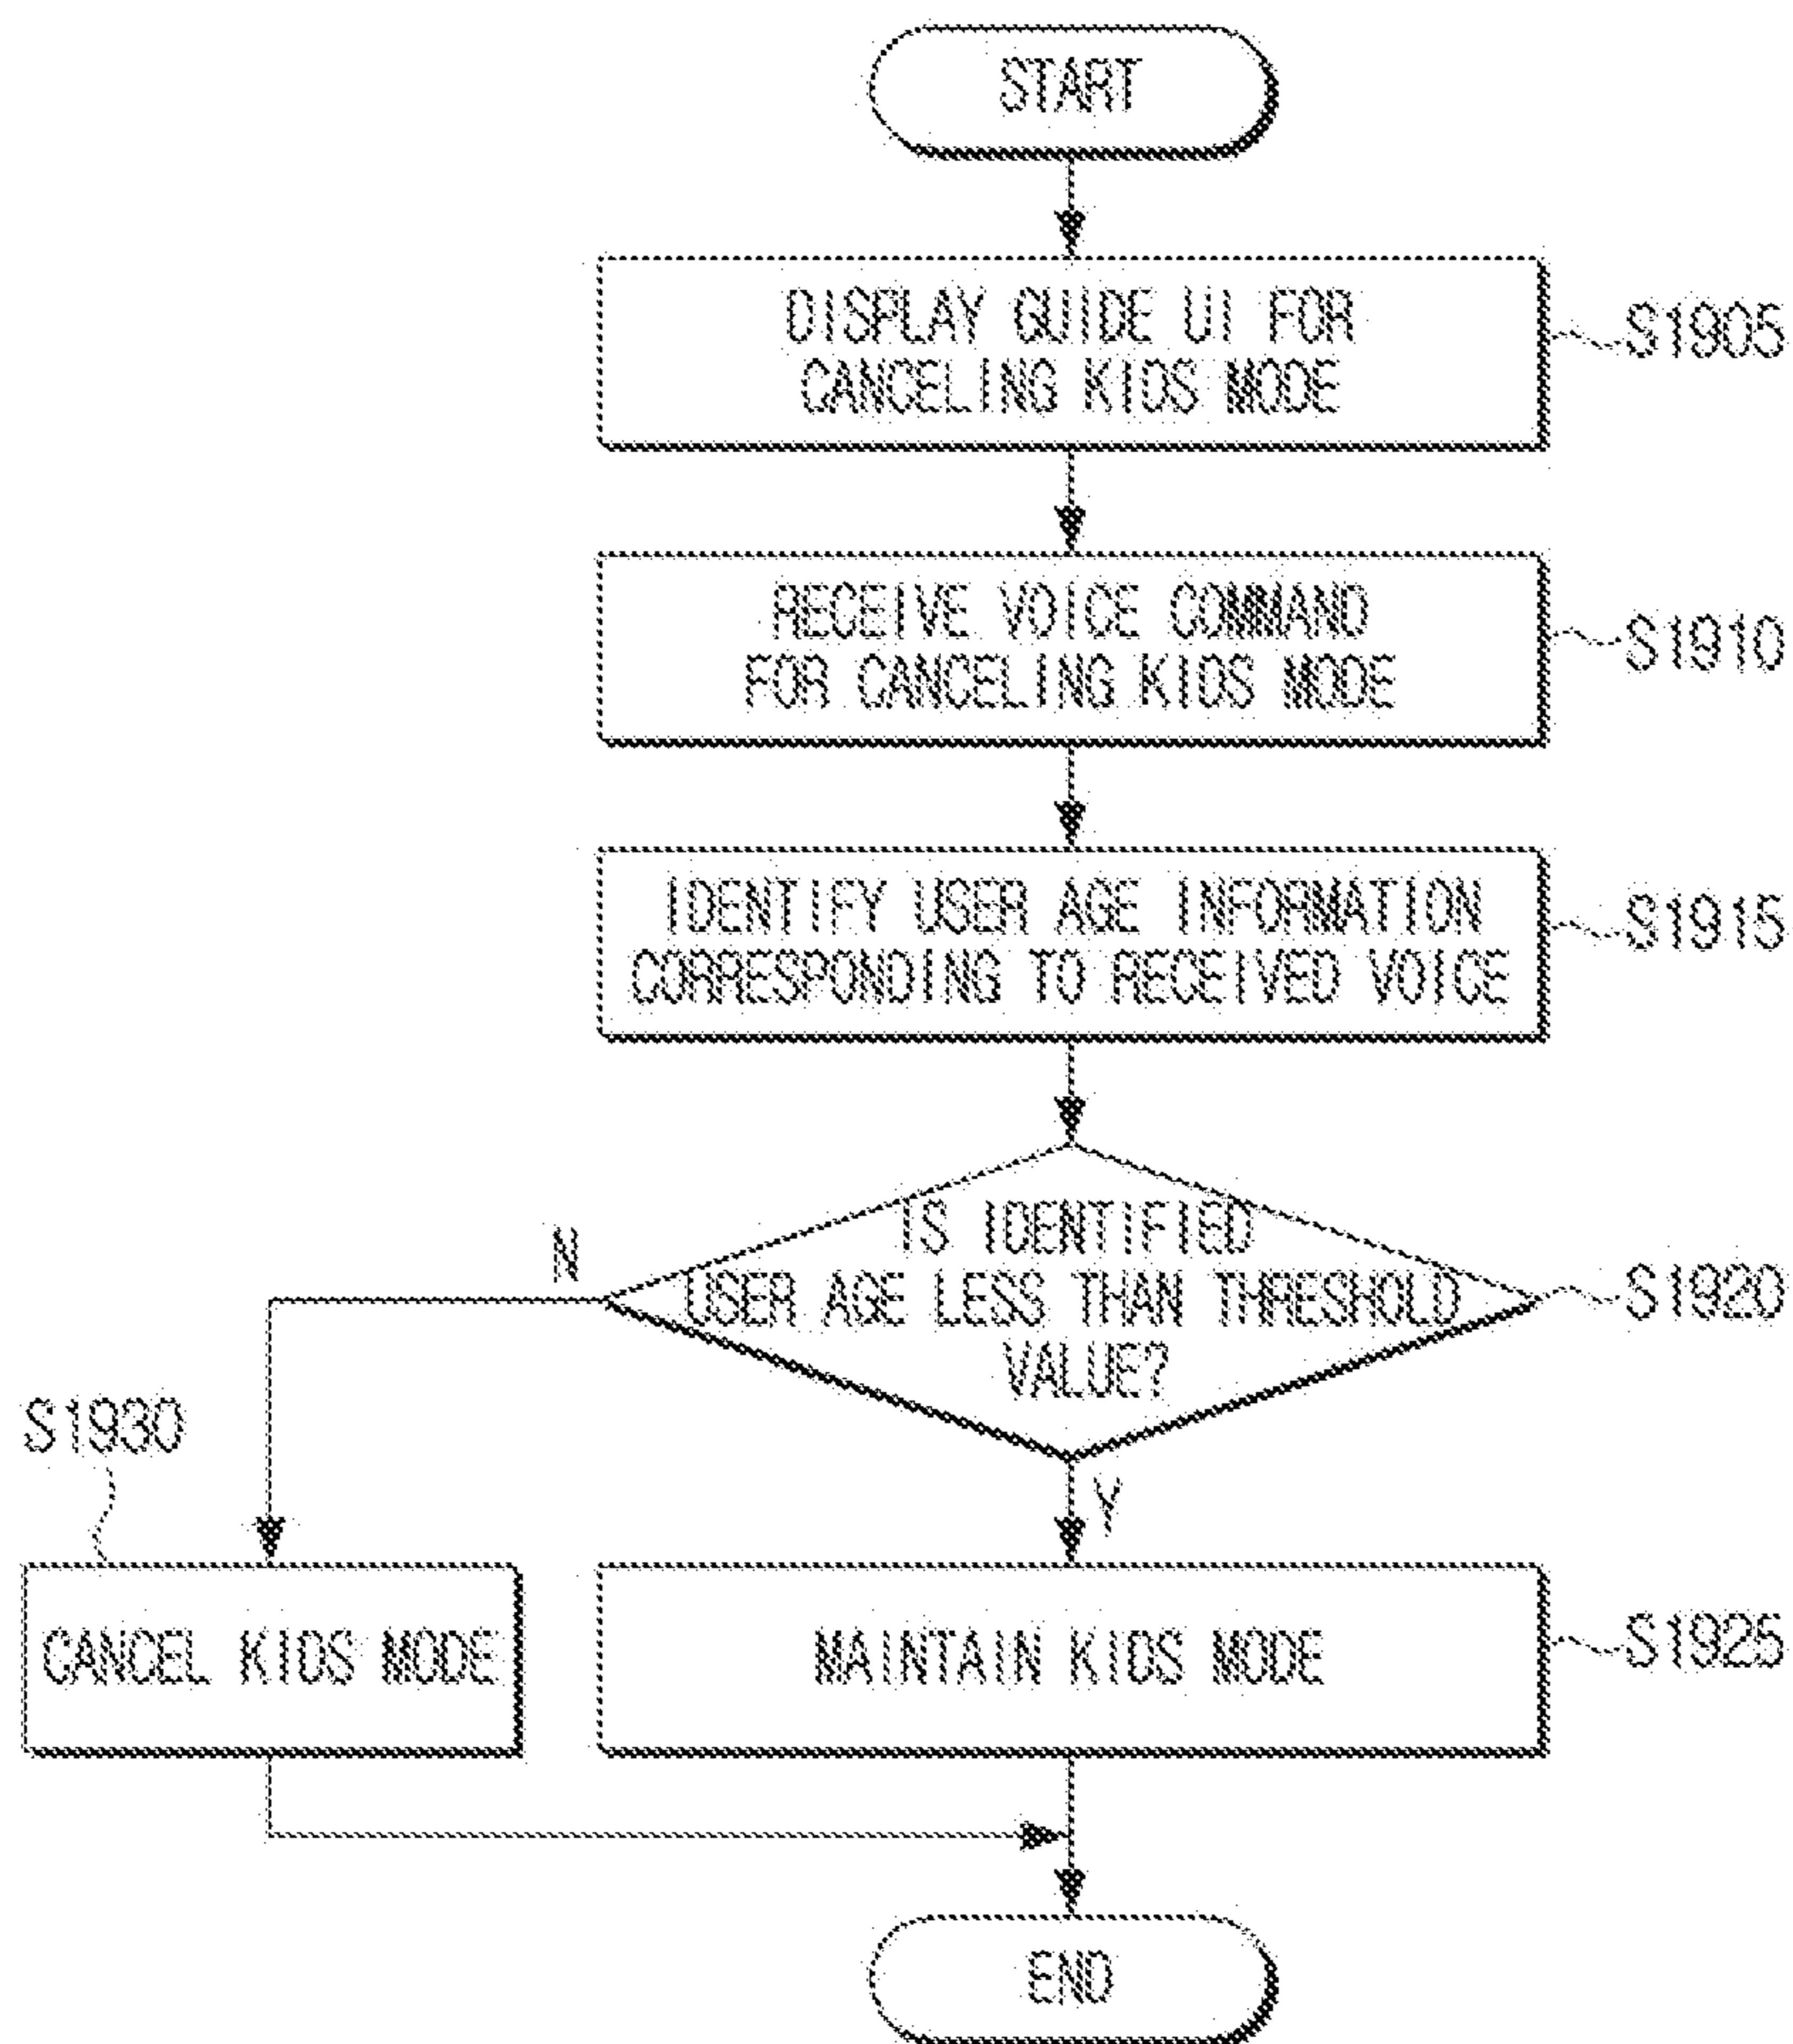 START
DISPLAY GUIDE UI FOR
CANCELING KIDS MODE
S1905
RECEIVE VOICE COMMAND
FOR CANCELING KIDS MODE
S1910
IDENTIFY USER AGE INFORMATION
CORRESPONDING TO RECEIVED VOICE
S1915
IS IDENTIFIED
USER AGE LESS THAN THRESHOLD
VALUE?
S1920
N
Y
S1930
CANCEL KIDS MODE
MAINTAIN KIDS MODE
S1925
END